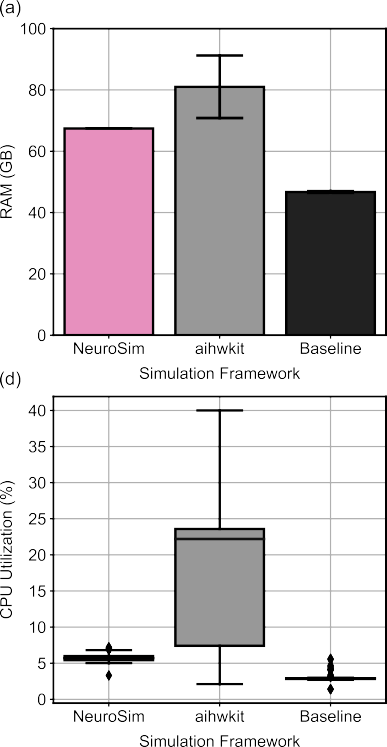 (a)
100
80
60
40
20
0
RAM (GB)
NeuroSim aihwkit Baseline
Simulation Framework
(d)
40
35
30
25
20
15
10
5
0
CPU Utilization (%)
NeuroSim aihwkit Baseline
Simulation Framework